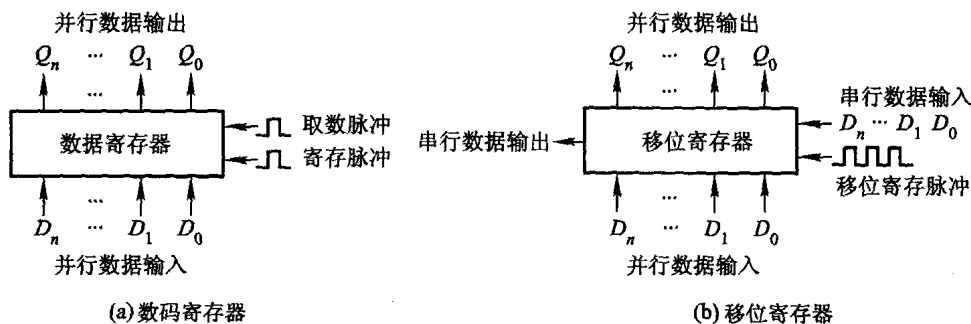 并行数据输出
Qn ... Q1 Q0
...
数据寄存器
取数脉冲
寄存脉冲
...
Dn ... D1 D0
并行数据输入
(a) 数码寄存器
并行数据输出
Qn ... Q1 Q0
...
串行数据输入
Dn ... D1 D0
串行数据输出
移位寄存器
移位寄存脉冲
...
Dn ... D1 D0
并行数据输入
(b) 移位寄存器